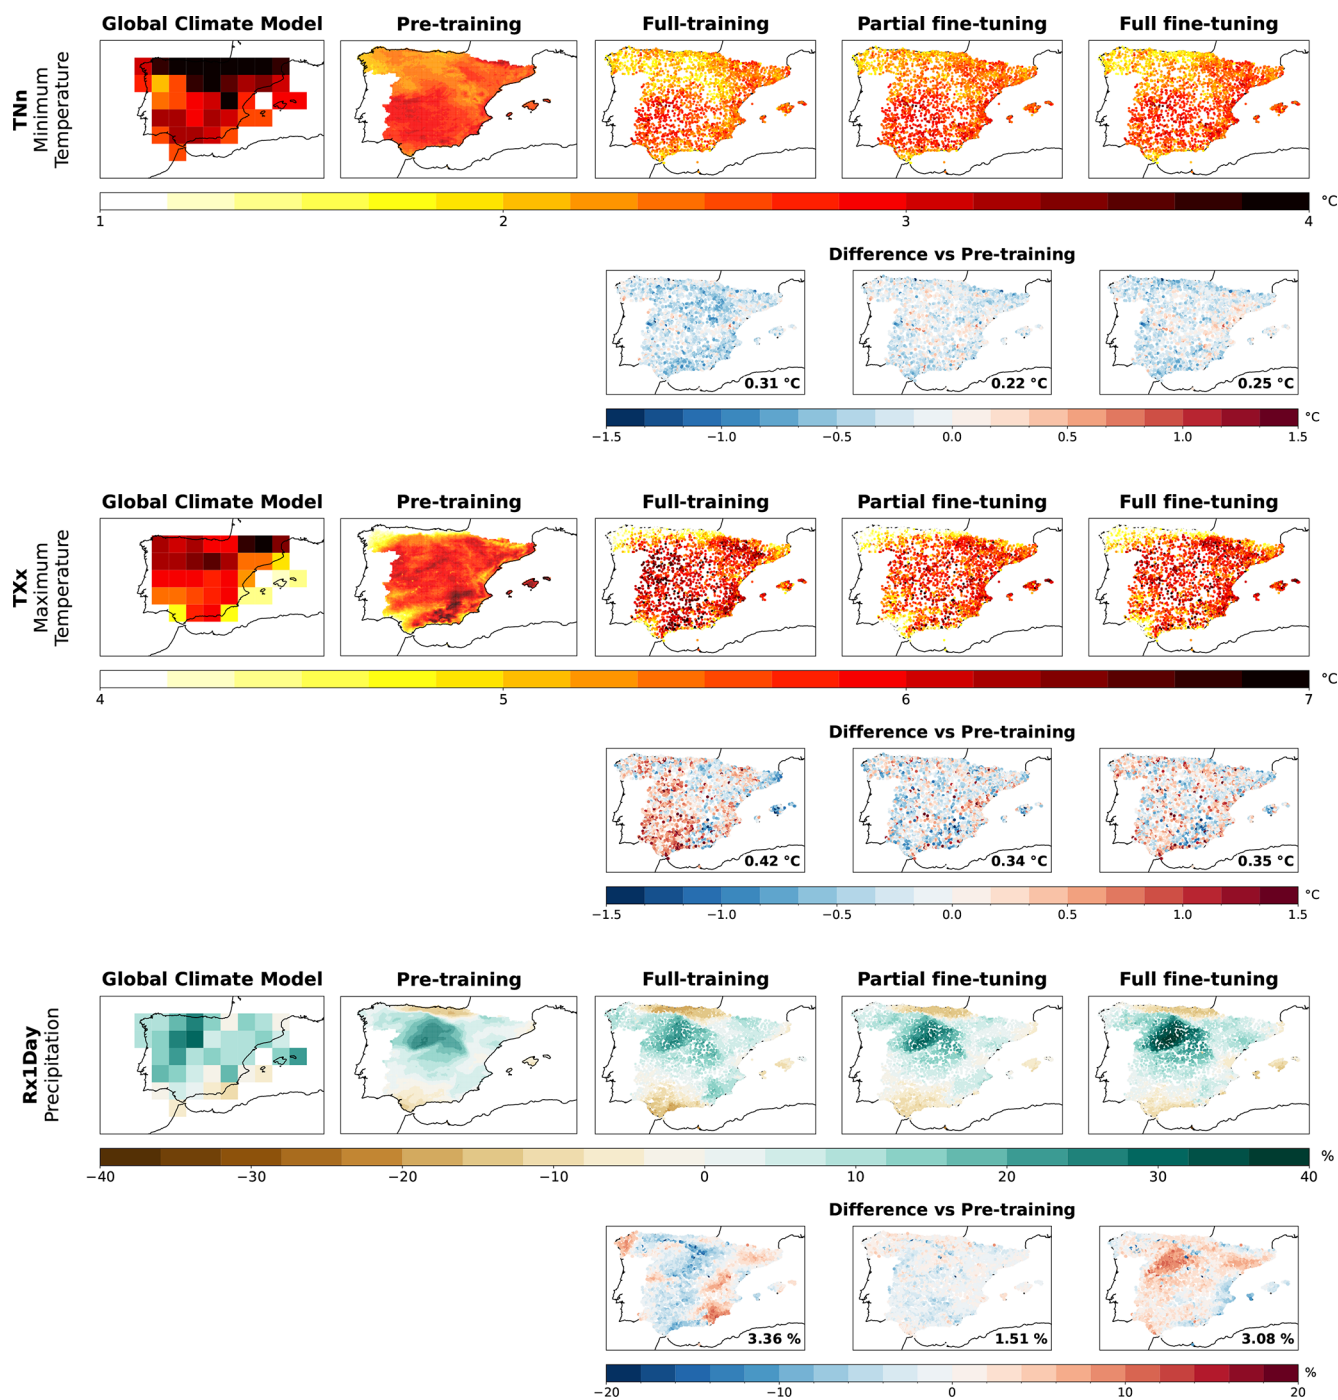 Global Climate Model Pre-training Full-training Partial fine-tuning Full fine-tuning
TNn
Minimum
Temperature
1 2 3 4 °C
Difference vs Pre-training
0.31 °C 0.22 °C 0.25 °C
−1.5 −1.0 −0.5 0.0 0.5 1.0 1.5 °C
Global Climate Model Pre-training Full-training Partial fine-tuning Full fine-tuning
TXx
Maximum
Temperature
4 5 6 7 °C
Difference vs Pre-training
0.42 °C 0.34 °C 0.35 °C
−1.5 −1.0 −0.5 0.0 0.5 1.0 1.5 °C
Global Climate Model Pre-training Full-training Partial fine-tuning Full fine-tuning
Rx1Day
Precipitation
−40 −30 −20 −10 0 10 20 30 40 %
Difference vs Pre-training
3.36 % 1.51 % 3.08 %
−20 −10 0 10 20 %